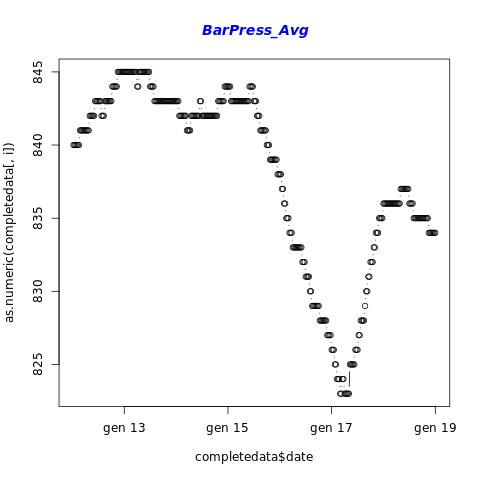 BarPress_Avg
845
840
835
830
825
as.numeric(completedata[, i])
gen 13
gen 15
gen 17
gen 19
completedata$date